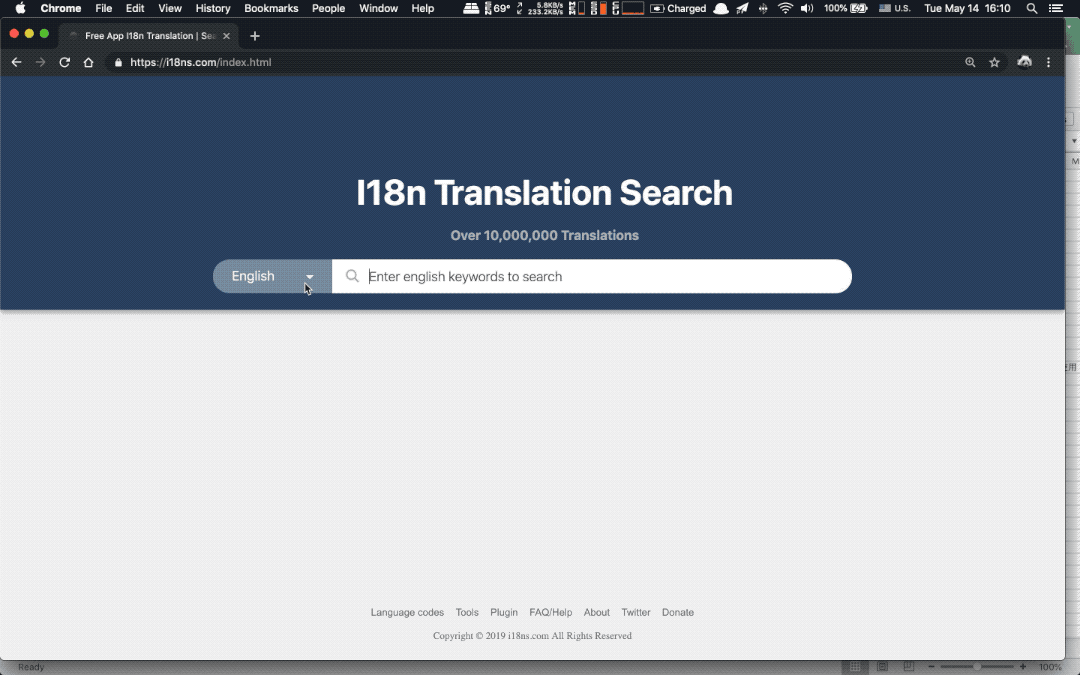 Chrome File Edit View History Bookmarks People Window Help 69° 5.8KB/s 233.2KB/s Charged 100% U.S. Tue May 14 16:10
Free App I18n Translation | Sea
https://i18ns.com/index.html
I18n Translation Search
Over 10,000,000 Translations
English Enter english keywords to search
Language codes Tools Plugin FAQ/Help About Twitter Donate
Copyright © 2019 i18ns.com All Rights Reserved
Ready 100%